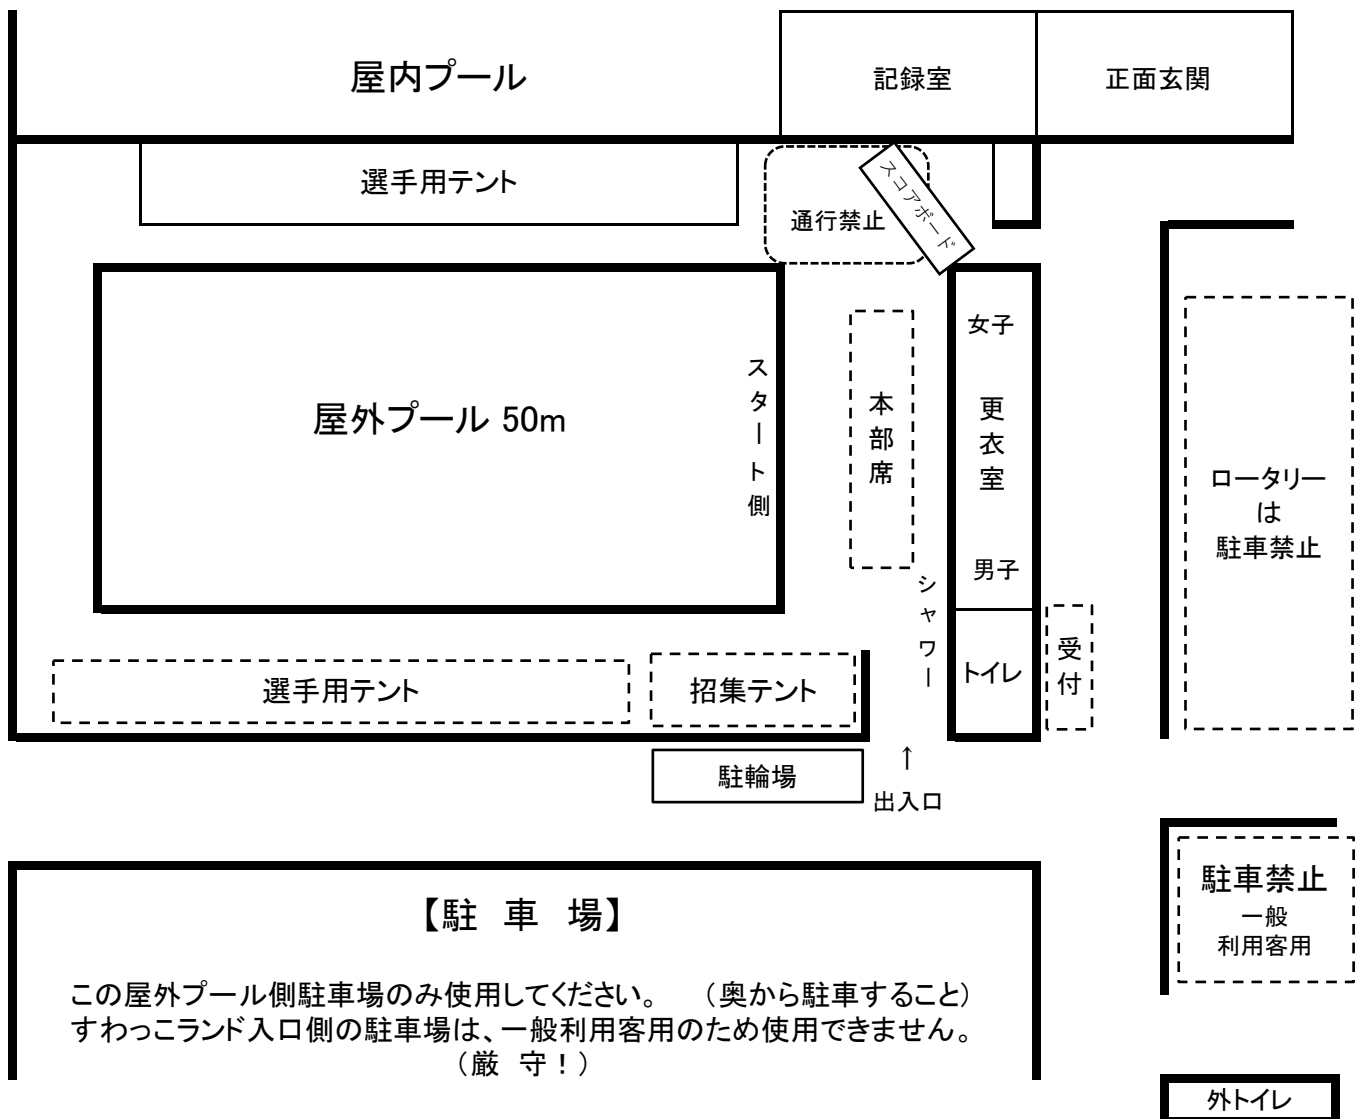 屋内プール
記録室
正面玄関
選手用テント
通行禁止
スコアボード
屋外プール 50m
スタート側
本部席
女子
更衣室
男子
シャワー
トイレ
受付
ロータリー
は
駐車禁止
選手用テント
招集テント
駐輪場
↑
出入口
駐車禁止
一般
利用客用
【駐 車 場】
この屋外プール側駐車場のみ使用してください。 （奥から駐車すること）
すわっこランド入口側の駐車場は、一般利用客用のため使用できません。
（厳 守！）
外トイレ